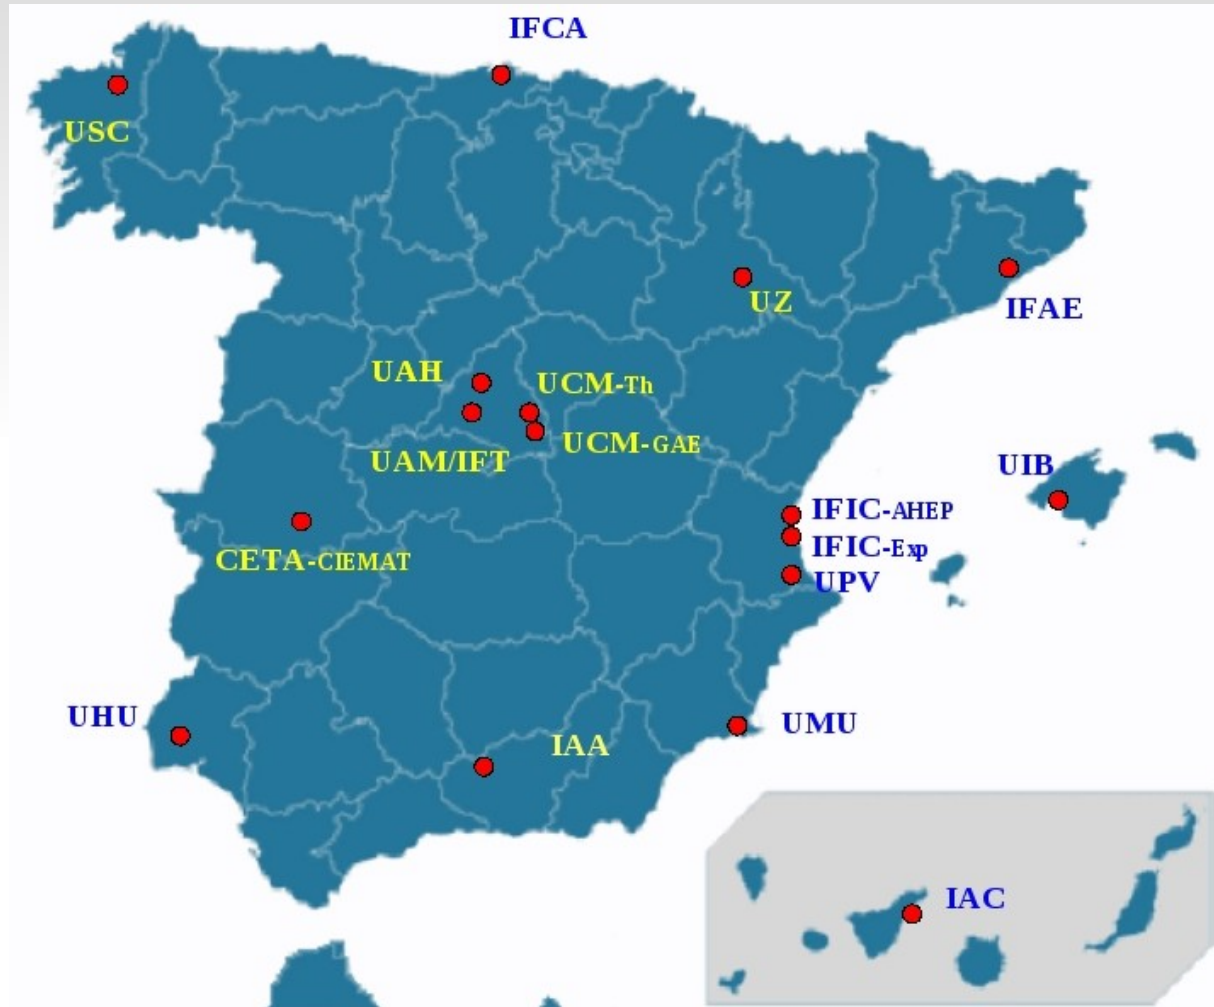 IFCA
USC
UZ
IFAE
UAH
UCM-Th
UCM-GAE
UAM/IFT
UIB
IFIC-AHEP
IFIC-Exp
CETA-CIEMAT
UPV
UHU
UMU
IAA
IAC